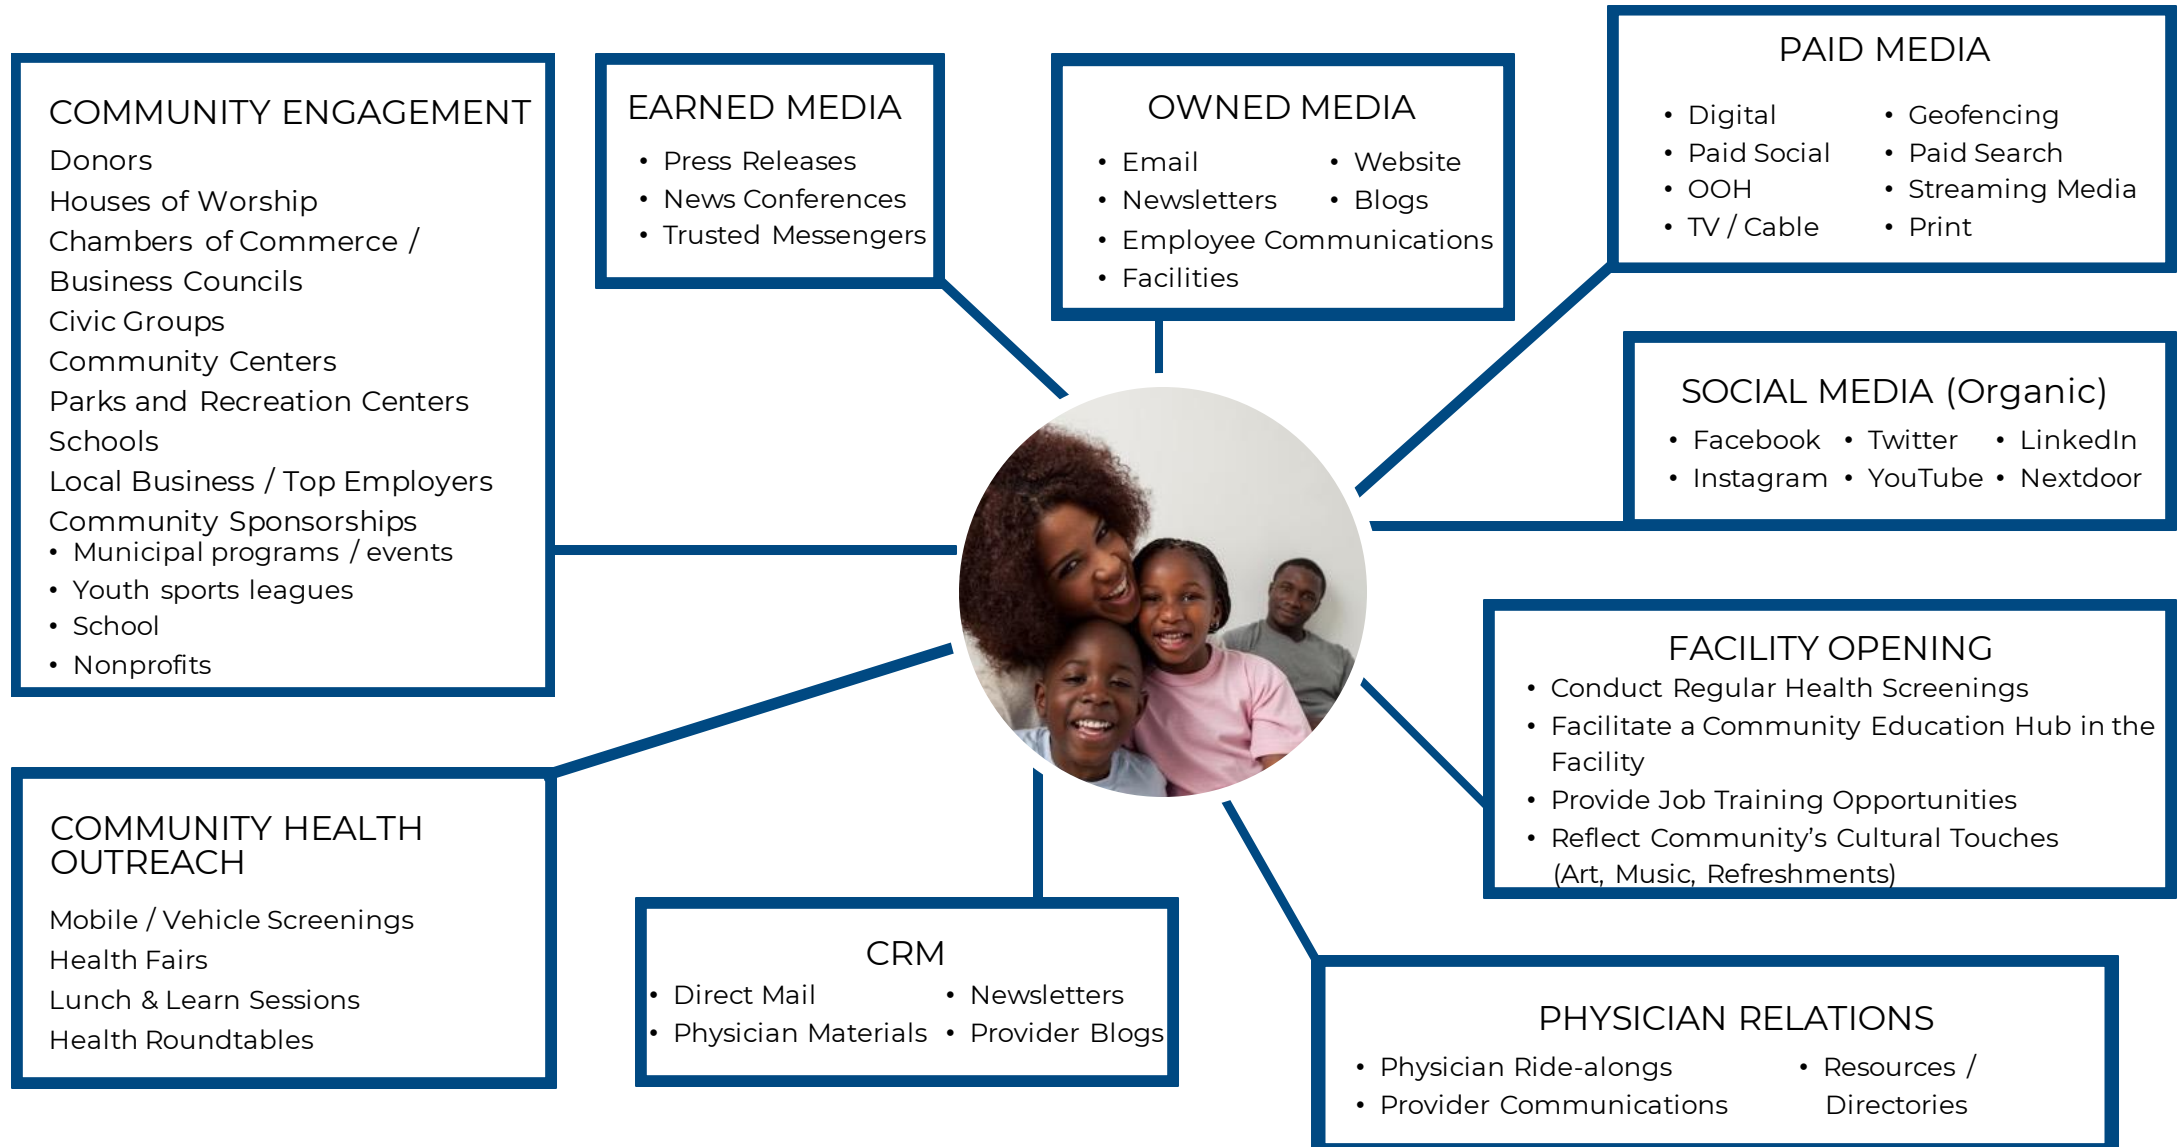 COMMUNITY ENGAGEMENT
Donors
Houses of Worship
Chambers of Commerce /
Business Councils
Civic Groups
Community Centers
Parks and Recreation Centers
Schools
Local Business / Top Employers
Community Sponsorships
• Municipal programs / events
• Youth sports leagues
• School
• Nonprofits
EARNED MEDIA
• Press Releases
• News Conferences
• Trusted Messengers
OWNED MEDIA
• Email • Website
• Newsletters • Blogs
• Employee Communications
• Facilities
PAID MEDIA
• Digital • Geofencing
• Paid Social • Paid Search
• OOH • Streaming Media
• TV / Cable • Print
SOCIAL MEDIA (Organic)
• Facebook • Twitter • LinkedIn
• Instagram • YouTube • Nextdoor
FACILITY OPENING
• Conduct Regular Health Screenings
• Facilitate a Community Education Hub in the
Facility
• Provide Job Training Opportunities
• Reflect Community’s Cultural Touches
(Art, Music, Refreshments)
COMMUNITY HEALTH
OUTREACH
Mobile / Vehicle Screenings
Health Fairs
Lunch & Learn Sessions
Health Roundtables
CRM
• Direct Mail • Newsletters
• Physician Materials • Provider Blogs
PHYSICIAN RELATIONS
• Physician Ride-alongs • Resources /
• Provider Communications Directories